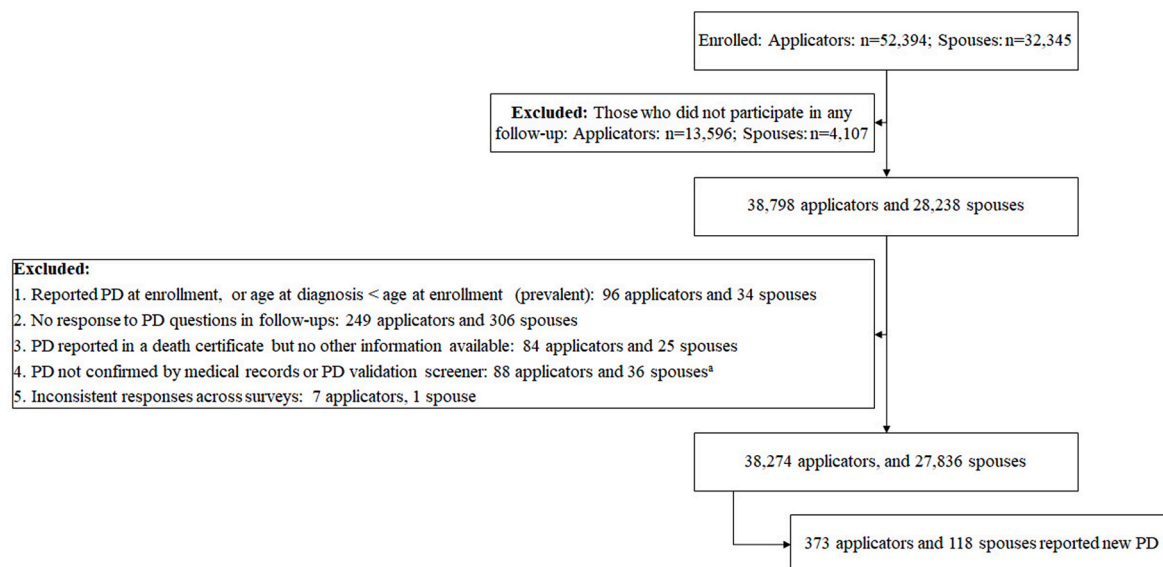 Enrolled: Applicators: n=52,394; Spouses: n=32,345
Excluded: Those who did not participate in any
follow-up: Applicators: n=13,596; Spouses: n=4,107
38,798 applicators and 28,238 spouses
Excluded:
1. Reported PD at enrollment, or age at diagnosis < age at enrollment (prevalent): 96 applicators and 34 spouses
2. No response to PD questions in follow-ups: 249 applicators and 306 spouses
3. PD reported in a death certificate but no other information available: 84 applicators and 25 spouses
4. PD not confirmed by medical records or PD validation screener: 88 applicators and 36 spousesᵃ
5. Inconsistent responses across surveys: 7 applicators, 1 spouse
38,274 applicators, and 27,836 spouses
373 applicators and 118 spouses reported new PD